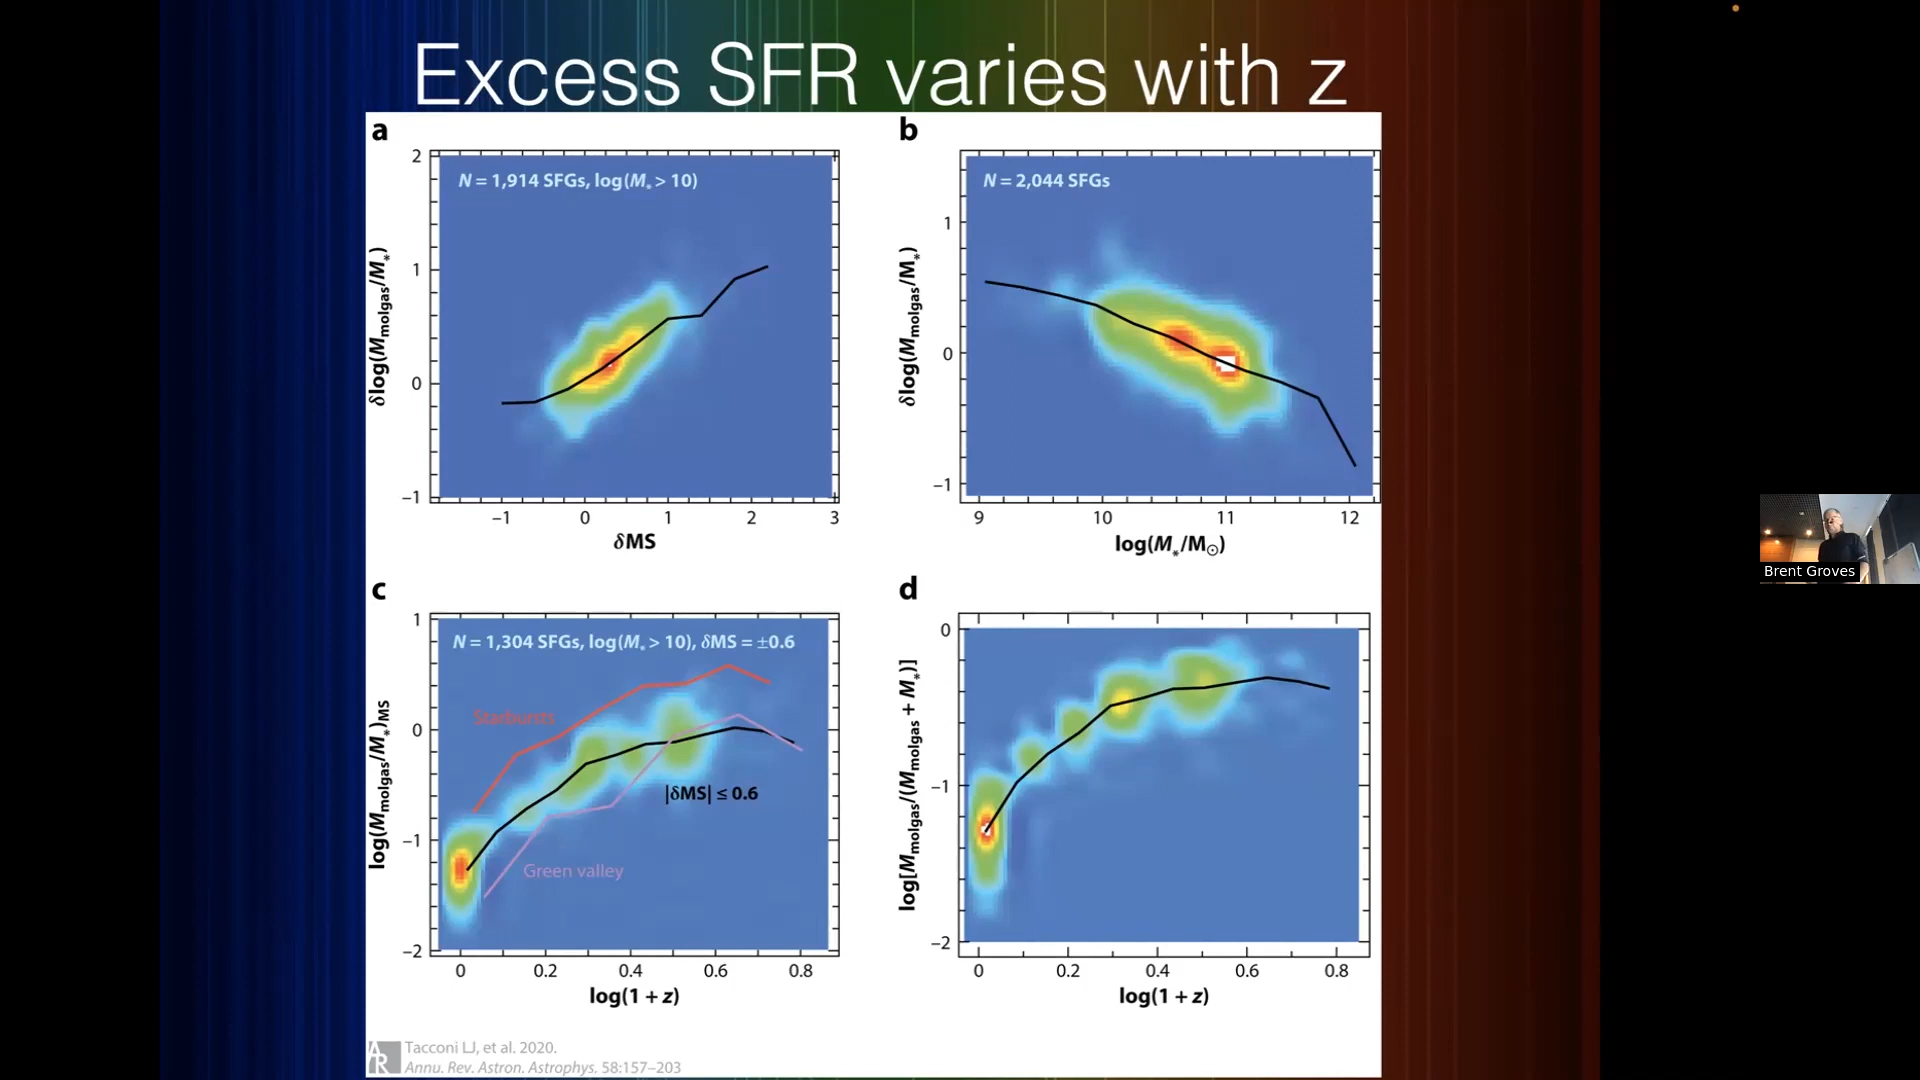 Excess SFR varies with z
a
N = 1,914 SFGs, log(M* > 10)
δlog(Mmolgas/M*)
2
1
0
−1
−1 0 1 2 3
δMS
b
N = 2,044 SFGs
δlog(Mmolgas/M*)
1
0
−1
9 10 11 12
log(M*/M⊙)
c
N = 1,304 SFGs, log(M* > 10), δMS = ±0.6
Starbursts
|δMS| ≤ 0.6
Green valley
log(Mmolgas/M*)MS
1
0
−1
−2
0 0.2 0.4 0.6 0.8
log(1 + z)
d
log[Mmolgas/(Mmolgas + M*)]
0
−1
−2
0 0.2 0.4 0.6 0.8
log(1 + z)
AR
Tacconi LJ, et al. 2020.
Annu. Rev. Astron. Astrophys. 58:157–203
Brent Groves